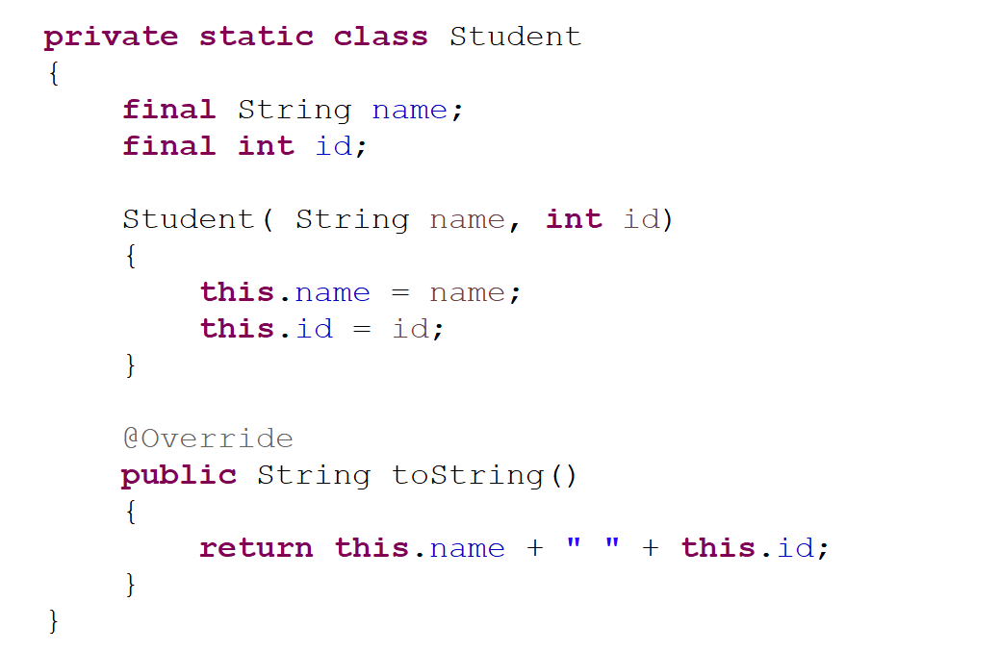 private static class Student
{
    final String name;
    final int id;

    Student( String name, int id)
    {
        this.name = name;
        this.id = id;
    }

    @Override
    public String toString()
    {
        return this.name + " " + this.id;
    }
}